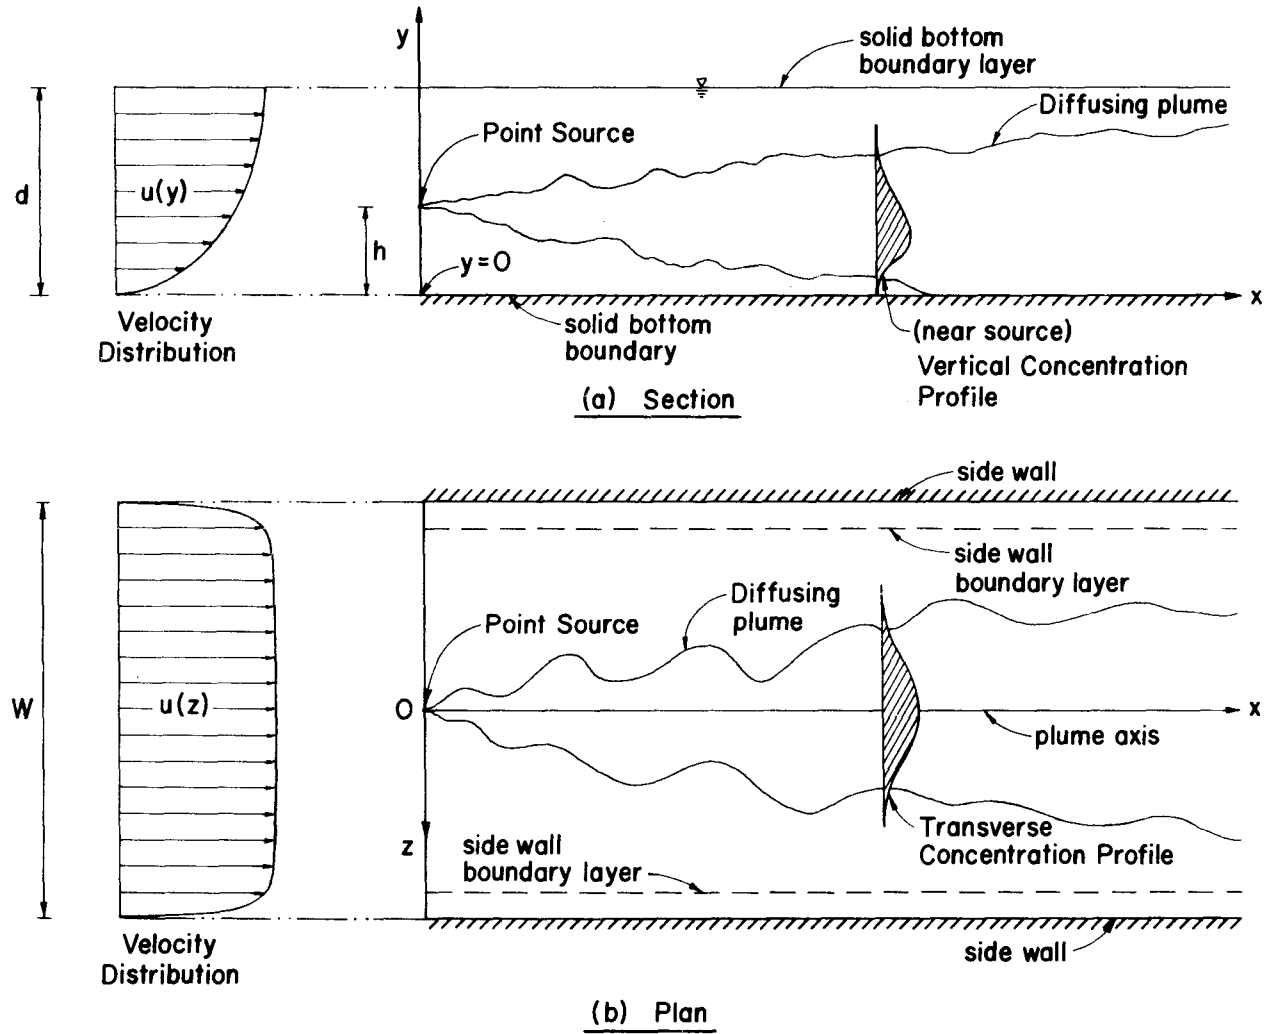 y
solid bottom
boundary layer
Diffusing plume
Point Source
d
u(y)
h
y=0
x
Velocity
Distribution
solid bottom
boundary
(near source)
Vertical Concentration
Profile
(a) Section
side wall
side wall
boundary layer
Diffusing
plume
Point Source
W
u(z)
O
x
plume axis
z
side wall
boundary layer
Transverse
Concentration Profile
Velocity
Distribution
side wall
(b) Plan